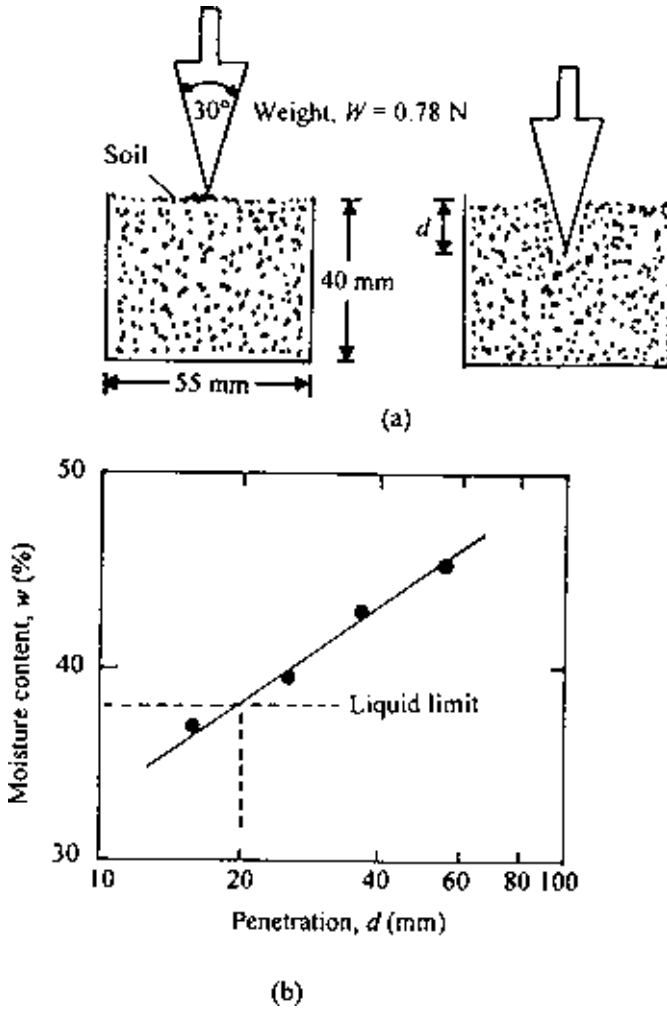 30°
Weight, W = 0.78 N
Soil
d
40 mm
55 mm
(a)
50
40
30
Moisture content, w (%)
Liquid limit
10 20 40 60 80 100
Penetration, d (mm)
(b)